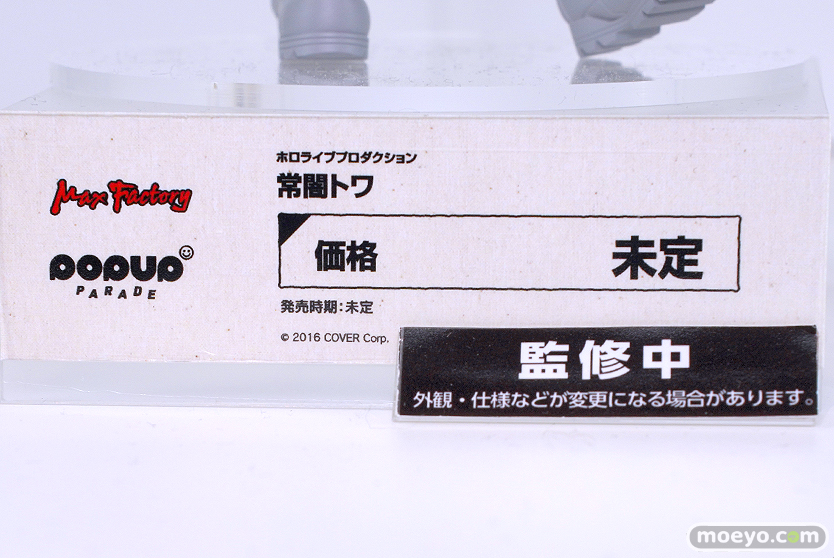 Max Factory
POPUP
PARADE
ホロライブプロダクション
常闇トワ
価格 未定
発売時期：未定
© 2016 COVER Corp.
監修中
外観・仕様などが変更になる場合があります。
moeyo.com